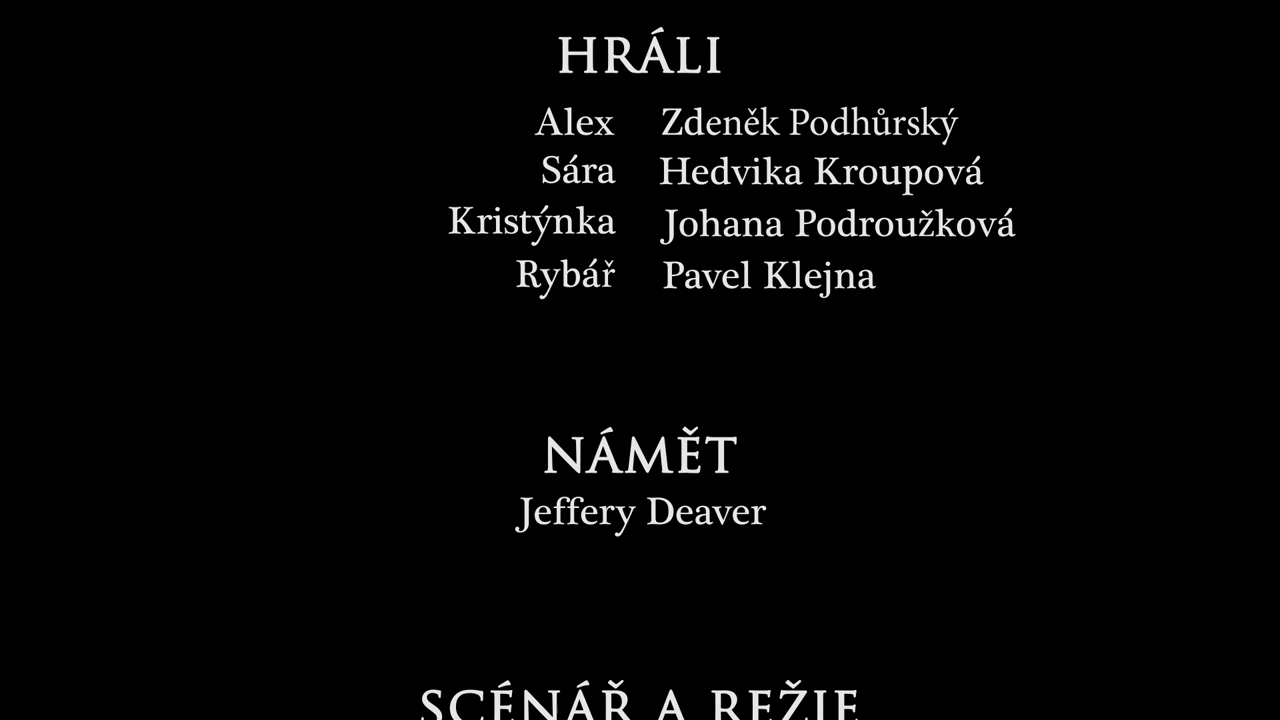 HRÁLI
Alex Zdeněk Podhůrský
Sára Hedvika Kroupová
Kristýnka Johana Podroužková
Rybář Pavel Klejna
NÁMĚT
Jeffery Deaver
SCÉNÁŘ A REŽIE